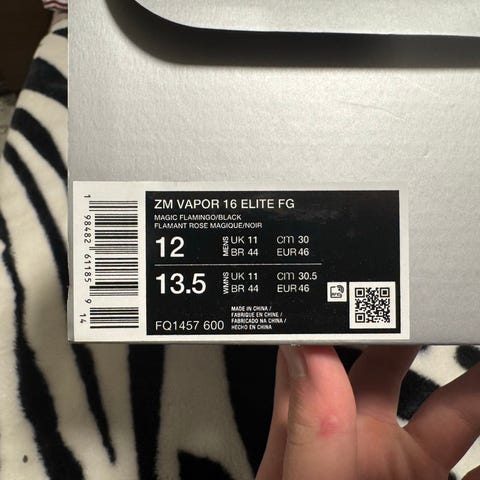 ZM VAPOR 16 ELITE FG
MAGIC FLAMINGO/BLACK
FLAMANT ROSE MAGIQUE/NOIR
12 MENS UK 11 cm 30
BR 44 EUR 46
13.5 WMNS UK 11 cm 30.5
BR 44 EUR 46
FQ1457 600
MADE IN CHINA /
FABRIQUE EN CHINE /
FABRICADO NA CHINA /
HECHO EN CHINA
1 98482 61185 9 14